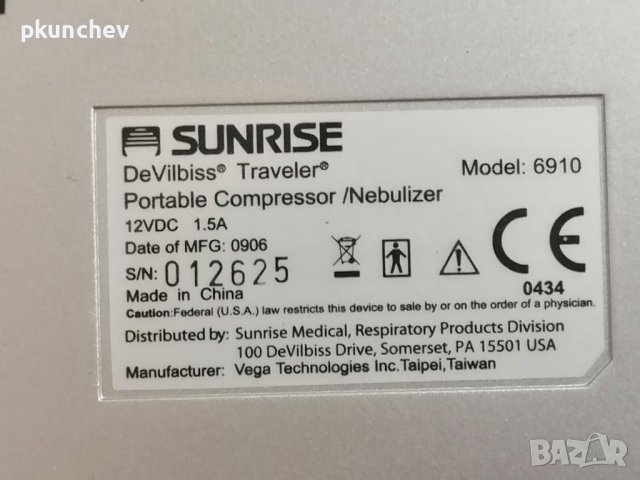 pkunchev
SUNRISE
DeVilbiss® Traveler® Model: 6910
Portable Compressor /Nebulizer
12VDC 1.5A
Date of MFG: 0906
S/N: 012625
Made in China
0434
Caution:Federal (U.S.A.) law restricts this device to sale by or on the order of a physician.
Distributed by: Sunrise Medical, Respiratory Products Division
100 DeVilbiss Drive, Somerset, PA 15501 USA
Manufacturer: Vega Technologies Inc.Taipei,Taiwan
BAZAR